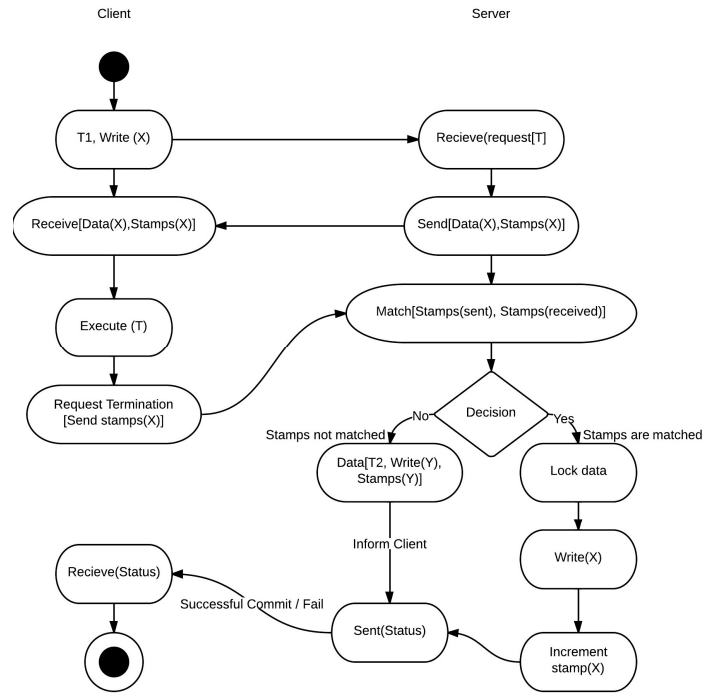 Client
Server
T1, Write (X)
Recieve(request[T]
Receive[Data(X),Stamps(X)]
Send[Data(X),Stamps(X)]
Execute (T)
Match[Stamps(sent), Stamps(received)]
Request Termination
[Send stamps(X)]
Decision
No
Yes
Stamps not matched
Stamps are matched
Data[T2, Write(Y),
Stamps(Y)]
Lock data
Inform Client
Write(X)
Recieve(Status)
Successful Commit / Fail
Sent(Status)
Increment
stamp(X)